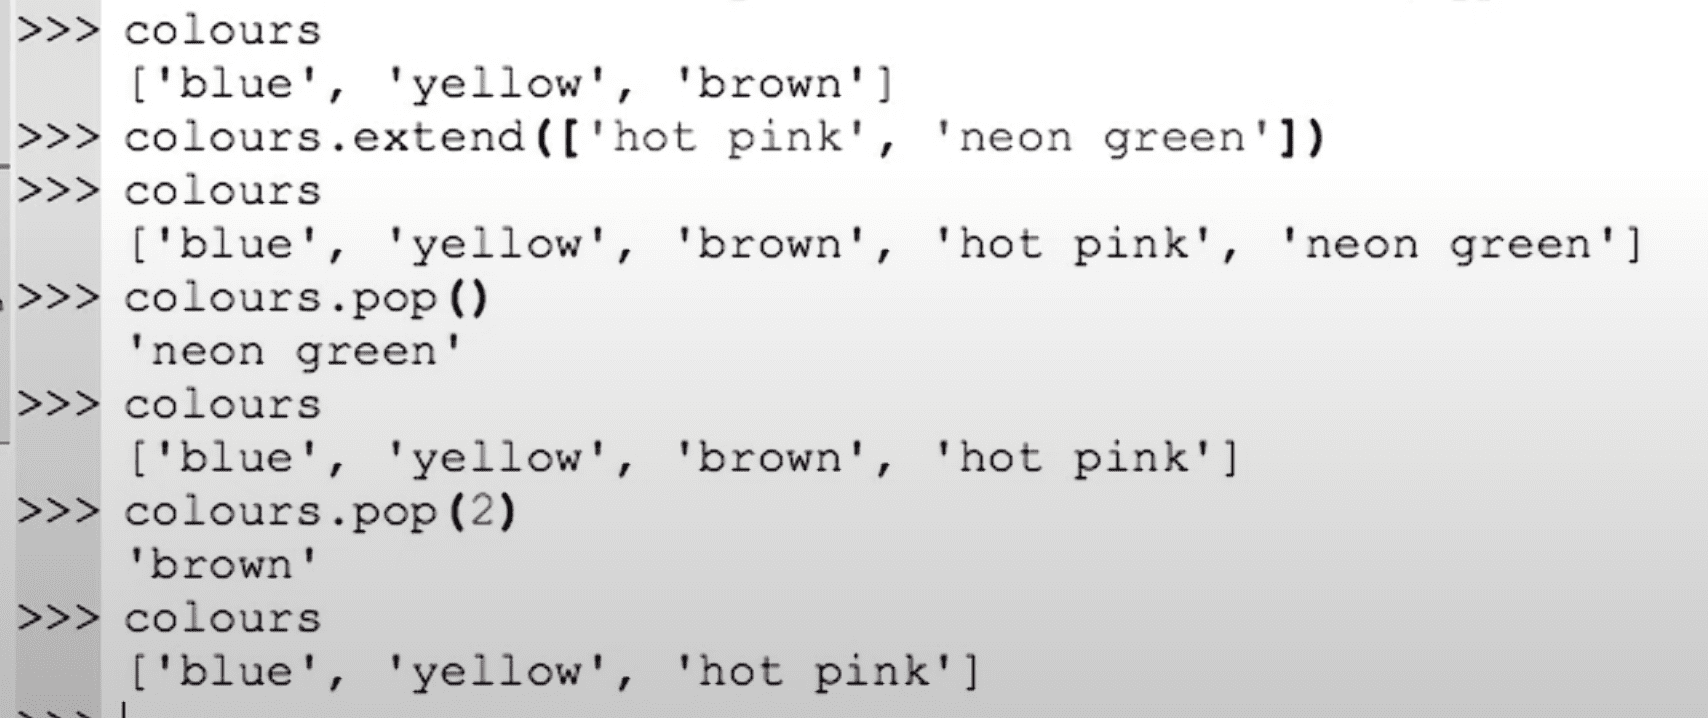 >>> colours
['blue', 'yellow', 'brown']
>>> colours.extend(['hot pink', 'neon green'])
>>> colours
['blue', 'yellow', 'brown', 'hot pink', 'neon green']
>>> colours.pop()
'neon green'
>>> colours
['blue', 'yellow', 'brown', 'hot pink']
>>> colours.pop(2)
'brown'
>>> colours
['blue', 'yellow', 'hot pink']
>>>